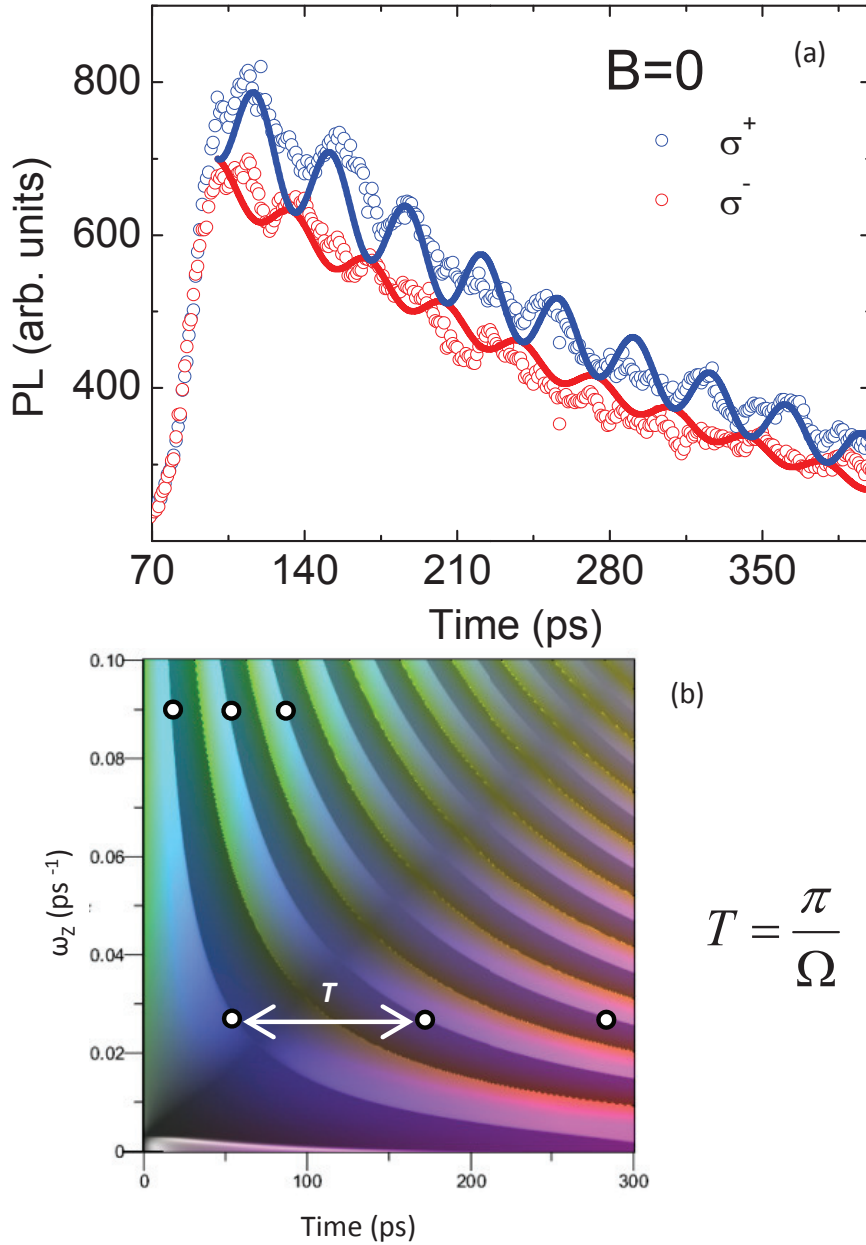 (a)
B=0
σ+
σ-
800
600
400
PL (arb. units)
70 140 210 280 350
Time (ps)
(b)
0.10
0.08
0.06
0.04
0.02
0
ωZ (ps -1)
T
T = π/Ω
0 100 200 300
Time (ps)